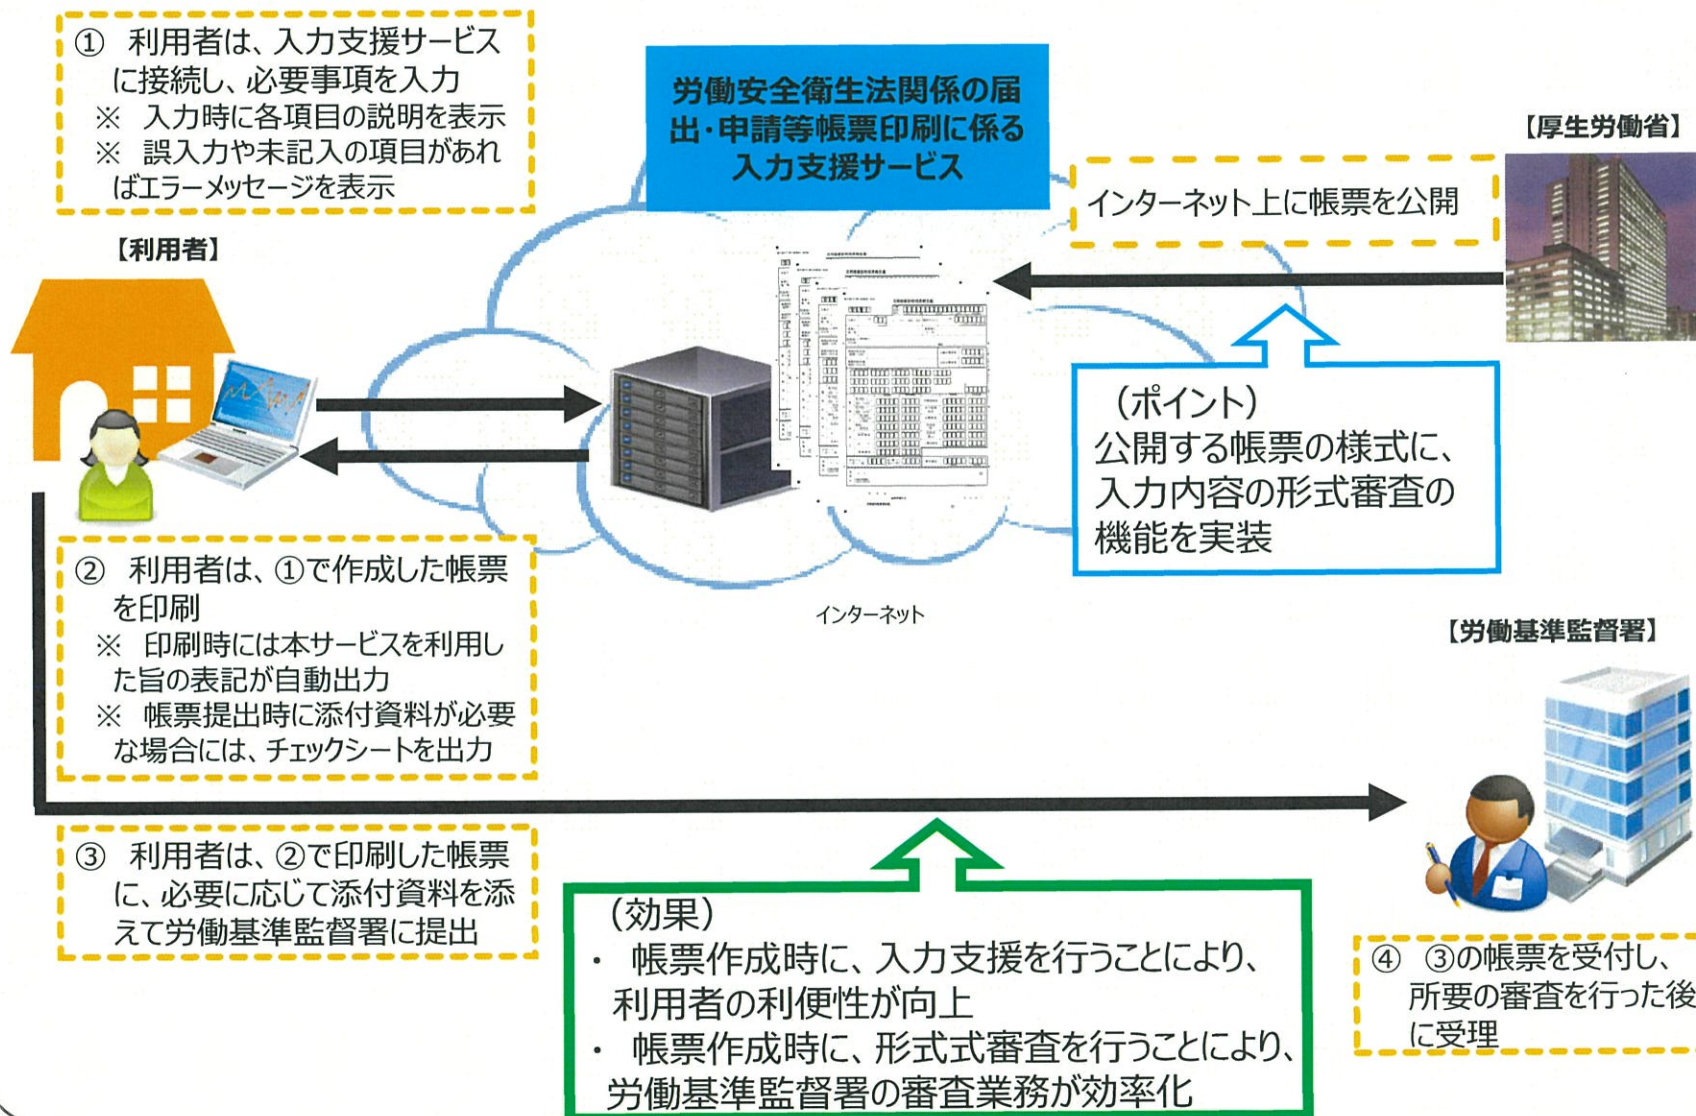 ① 利用者は、入力支援サービス
に接続し、必要事項を入力
※ 入力時に各項目の説明を表示
※ 誤入力や未記入の項目があれ
ばエラーメッセージを表示
労働安全衛生法関係の届
出・申請等帳票印刷に係る
入力支援サービス
【厚生労働省】
インターネット上に帳票を公開
【利用者】
（ポイント）
公開する帳票の様式に、
入力内容の形式審査の
機能を実装
インターネット
② 利用者は、①で作成した帳票
を印刷
※ 印刷時には本サービスを利用し
た旨の表記が自動出力
※ 帳票提出時に添付資料が必要
な場合には、チェックシートを出力
【労働基準監督署】
③ 利用者は、②で印刷した帳票
に、必要に応じて添付資料を添
えて労働基準監督署に提出
（効果）
・ 帳票作成時に、入力支援を行うことにより、
利用者の利便性が向上
・ 帳票作成時に、形式式審査を行うことにより、
労働基準監督署の審査業務が効率化
④ ③の帳票を受付し、
所要の審査を行った後
に受理